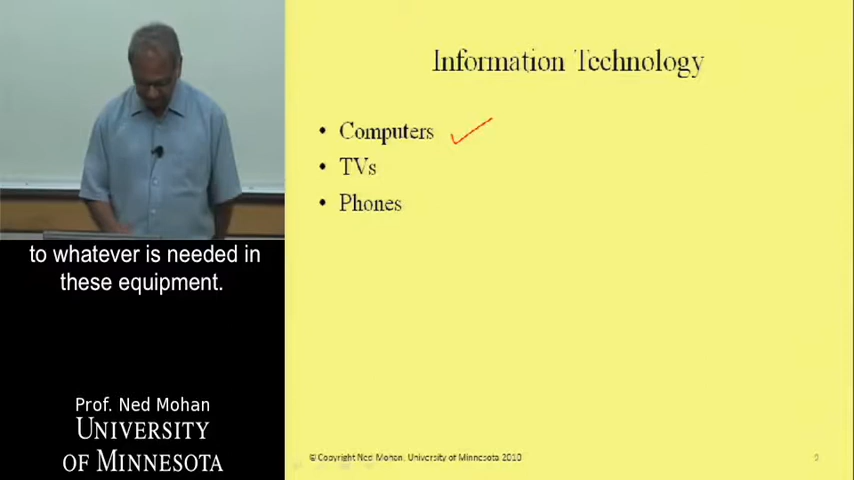 Information Technology
• Computers
• TVs
• Phones
to whatever is needed in
these equipment.
Prof. Ned Mohan
UNIVERSITY
OF MINNESOTA
© Copyright Ned Mohan, University of Minnesota 2010